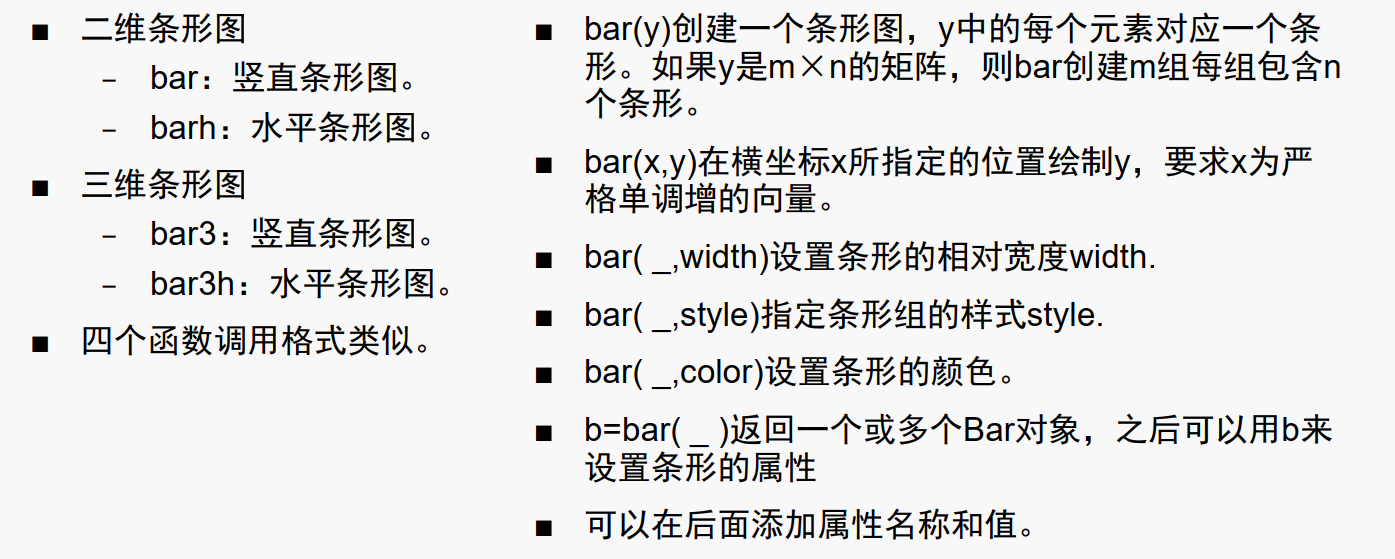 ■ 二维条形图
– bar：竖直条形图。
– barh：水平条形图。
■ 三维条形图
– bar3：竖直条形图。
– bar3h：水平条形图。
■ 四个函数调用格式类似。
■ bar(y)创建一个条形图，y中的每个元素对应一个条
形。如果y是m×n的矩阵，则bar创建m组每组包含n
个条形。
■ bar(x,y)在横坐标x所指定的位置绘制y，要求x为严
格单调增的向量。
■ bar( _,width)设置条形的相对宽度width.
■ bar( _,style)指定条形组的样式style.
■ bar( _,color)设置条形的颜色。
■ b=bar( _ )返回一个或多个Bar对象，之后可以用b来
设置条形的属性
■ 可以在后面添加属性名称和值。